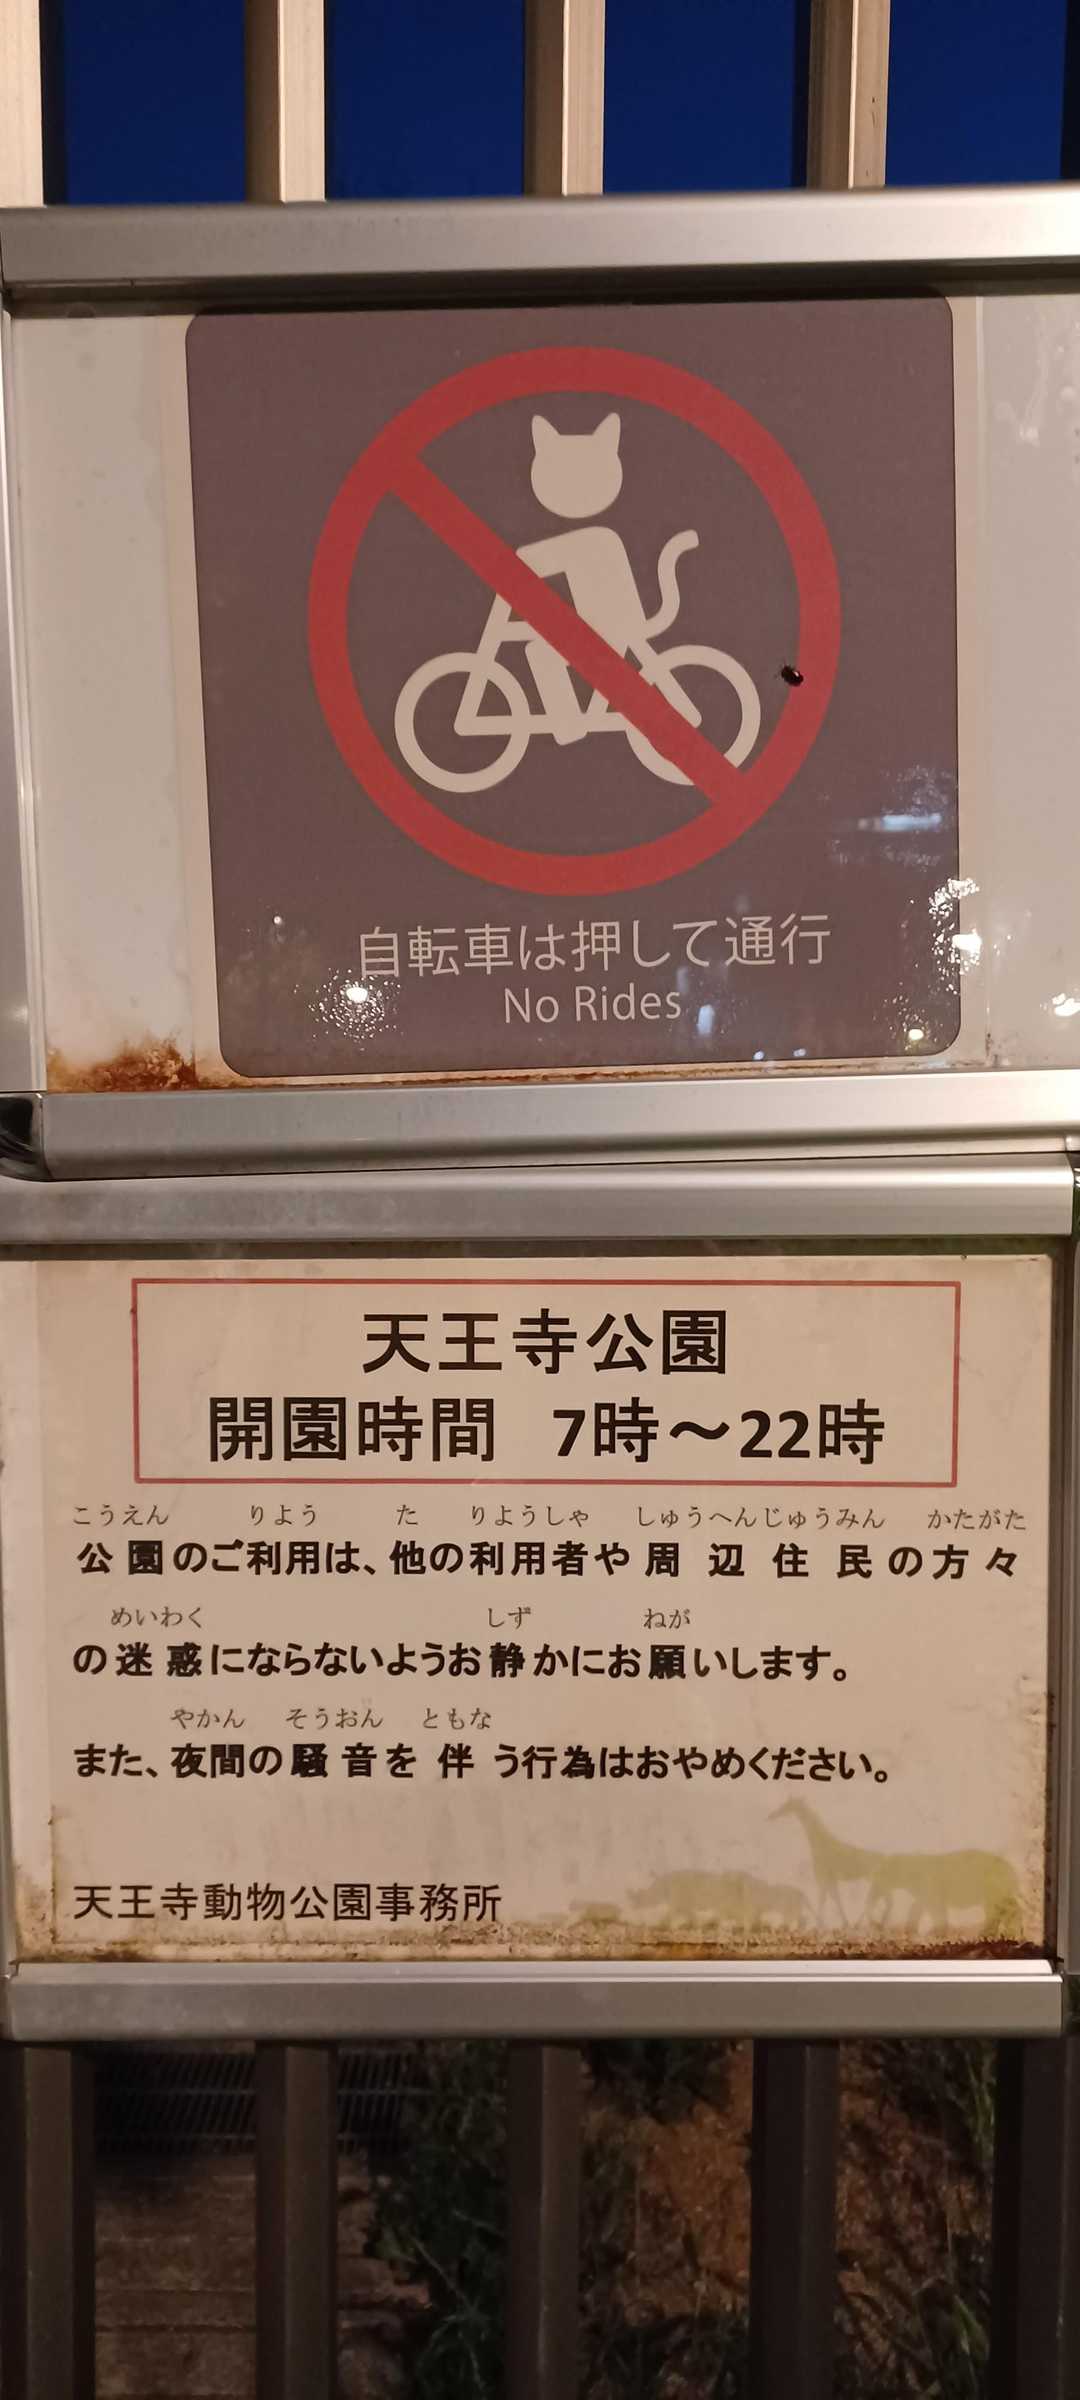 自転車は押して通行
No Rides
天王寺公園
開園時間 7時～22時
こうえん りよう た りようしゃ しゅうへんじゅうみん かたがた
公園のご利用は、他の利用者や周辺住民の方々
めいわく しず ねが
の迷惑にならないようお静かにお願いします。
やかん そうおん ともな
また、夜間の騒音を伴う行為はおやめください。
天王寺動物公園事務所